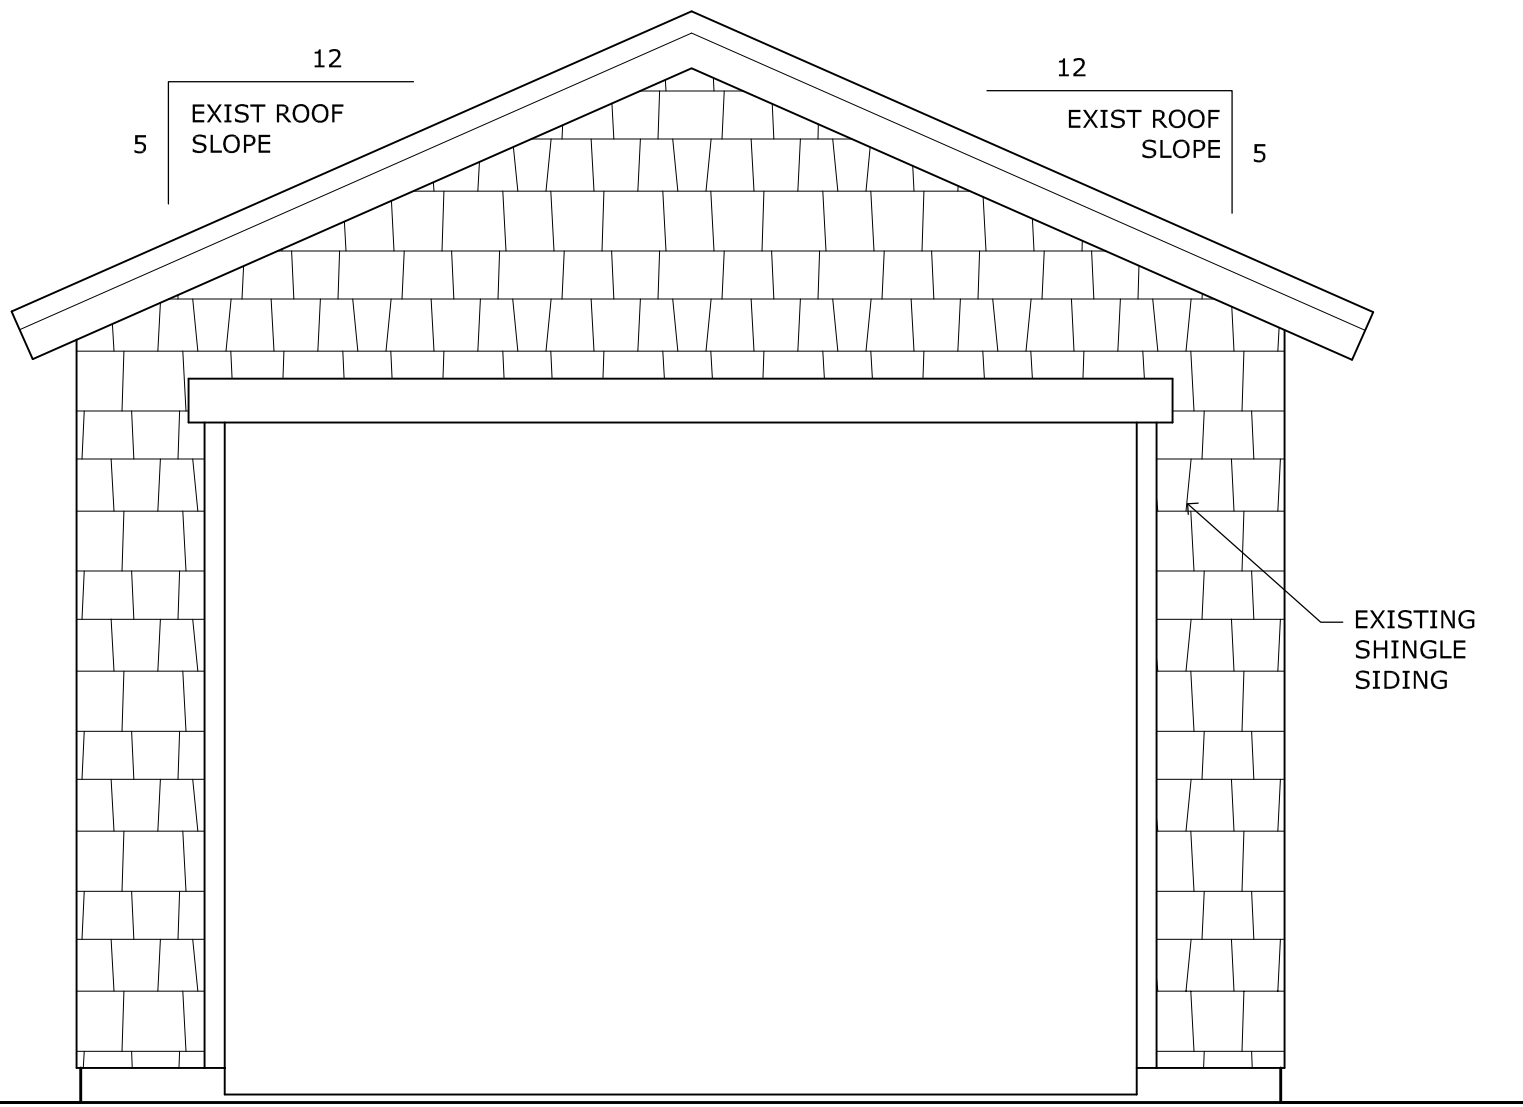 12
EXIST ROOF
SLOPE
5
12
EXIST ROOF
SLOPE
5
EXISTING
SHINGLE
SIDING